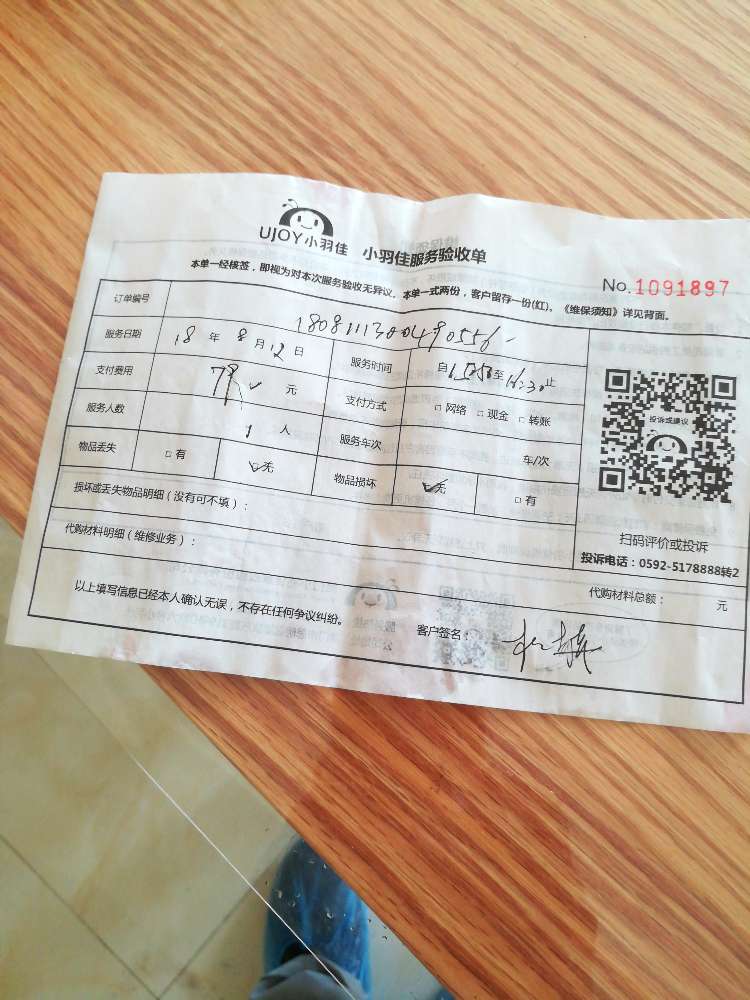 UJOY小羽佳 小羽佳服务验收单
本单一经核签，即视为对本次服务验收无异议。本单一式两份，客户留存一份(红)。《维保须知》详见背面。
No.1091897
订单编号 180811130490556
服务日期 18 年 8 月 12 日 服务时间 自 至 16:30 止
支付费用 元 支付方式 □网络 □现金 □转账
服务人数 1 人 服务车次 车/次
物品丢失 □有 ☑无 物品损坏 ☑无 □有
损坏或丢失物品明细（没有可不填）：
代购材料明细（维修业务）：
代购材料总额： 元
以上填写信息已经本人确认无误，不存在任何争议纠纷。 客户签名：
投诉或建议
扫码评价或投诉
投诉电话：0592-5178888转2